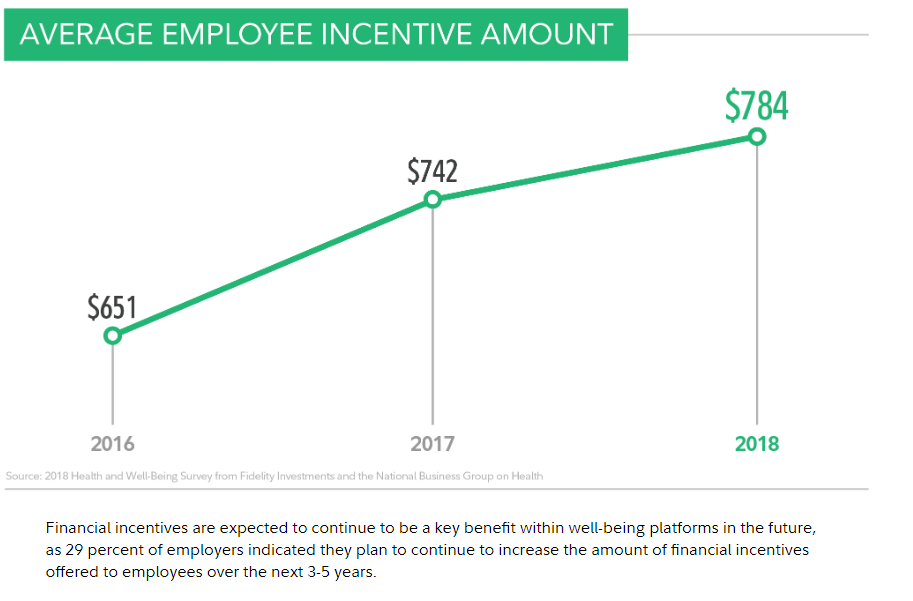 AVERAGE EMPLOYEE INCENTIVE AMOUNT
$784
$742
$651
2016 2017 2018
Source: 2018 Health and Well-Being Survey from Fidelity Investments and the National Business Group on Health
Financial incentives are expected to continue to be a key benefit within well-being platforms in the future,
as 29 percent of employers indicated they plan to continue to increase the amount of financial incentives
offered to employees over the next 3-5 years.